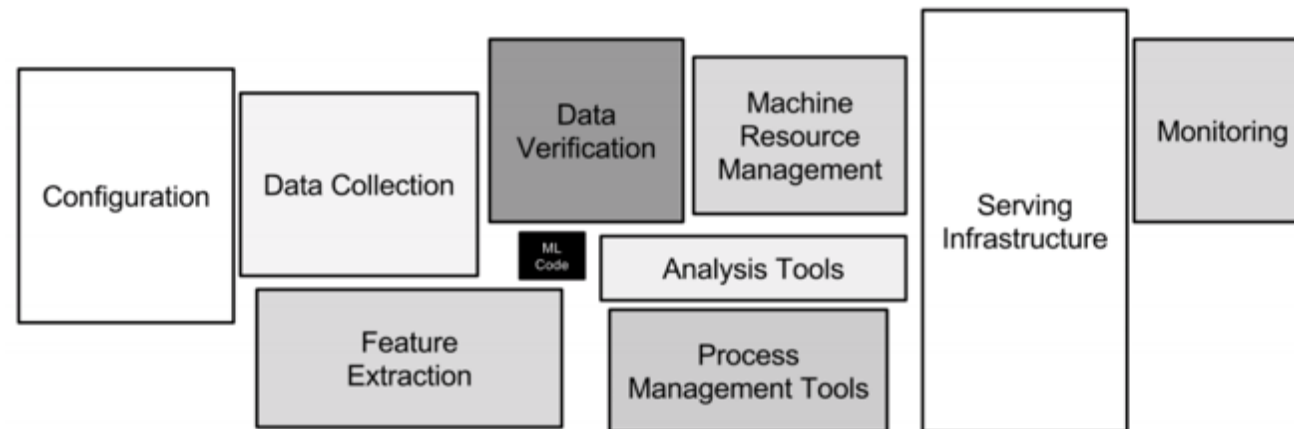 Configuration
Data Collection
Data
Verification
Machine
Resource
Management
Monitoring
Serving
Infrastructure
ML
Code
Analysis Tools
Feature
Extraction
Process
Management Tools